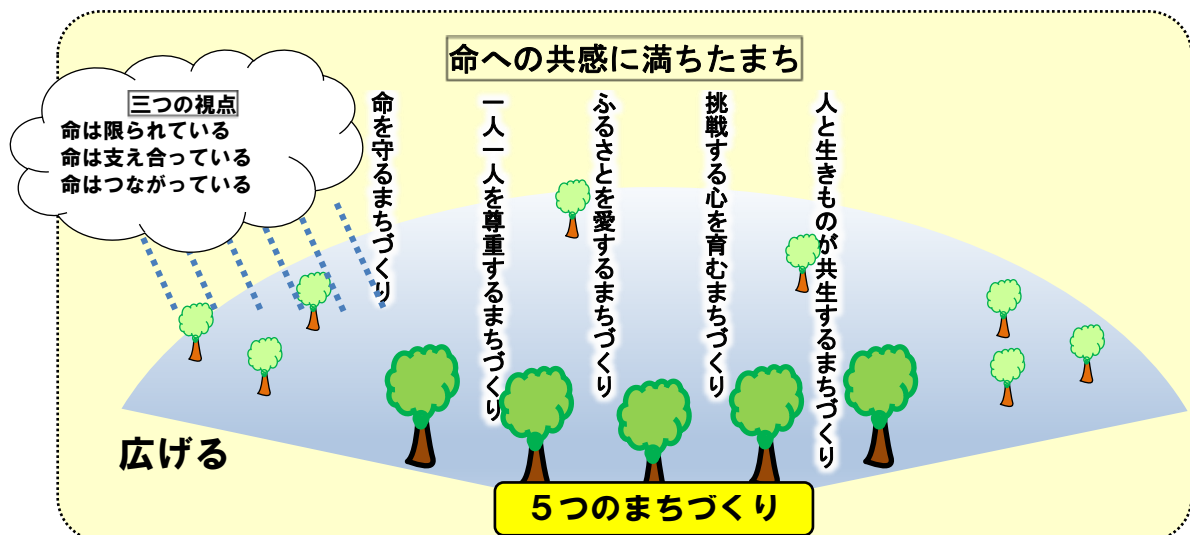 命への共感に満ちたまち
三つの視点
命は限られている
命は支え合っている
命はつながっている
命を守るまちづくり
一人一人を尊重するまちづくり
ふるさとを愛するまちづくり
挑戦する心を育むまちづくり
人と生きものが共生するまちづくり
広げる
５つのまちづくり